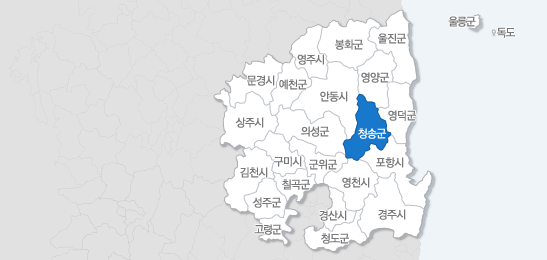 울릉군
독도
울진군
봉화군
영주시
영양군
문경시
예천군
안동시
영덕군
상주시
의성군
청송군
구미시
군위군
포항시
김천시
칠곡군
영천시
성주군
경산시
경주시
고령군
청도군